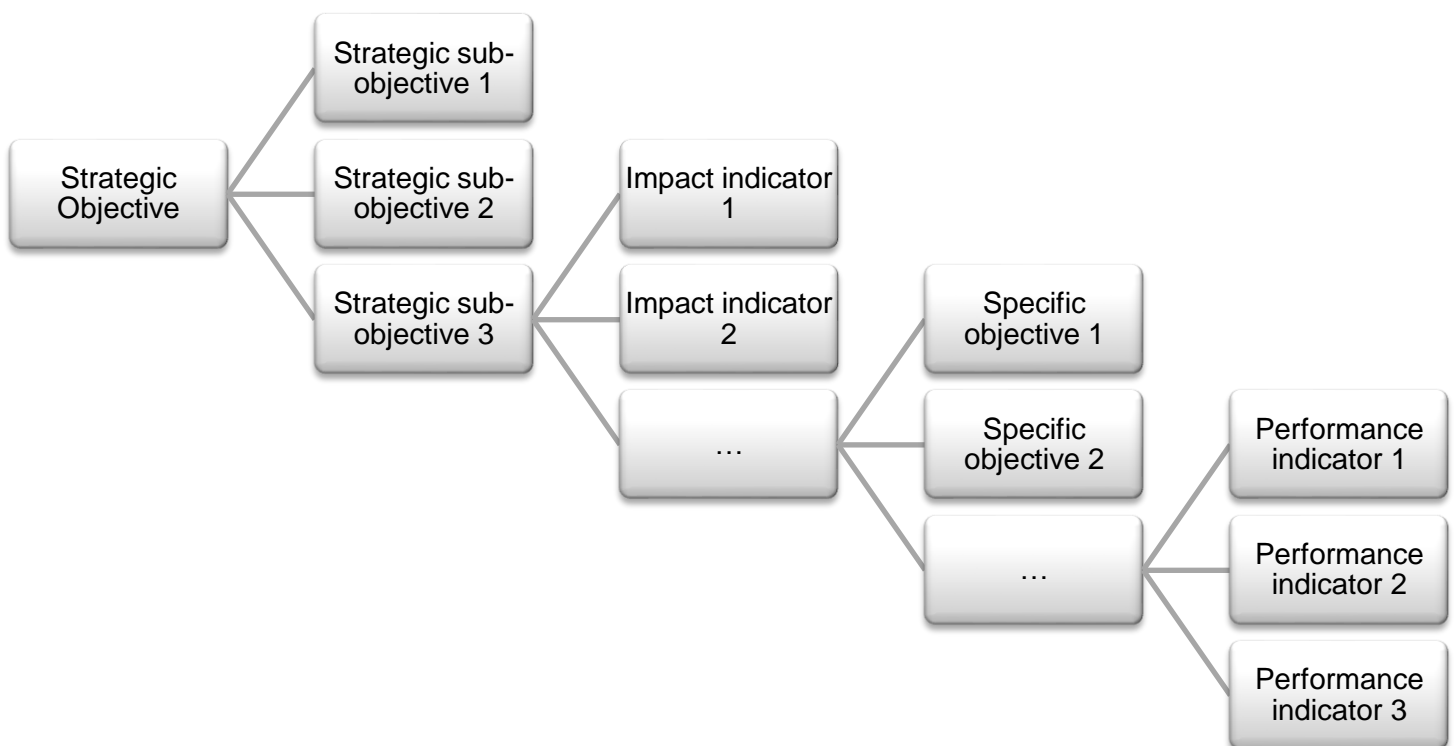 Strategic
Objective
Strategic sub-
objective 1
Strategic sub-
objective 2
Strategic sub-
objective 3
Impact indicator
1
Impact indicator
2
…
Specific
objective 1
Specific
objective 2
…
Performance
indicator 1
Performance
indicator 2
Performance
indicator 3